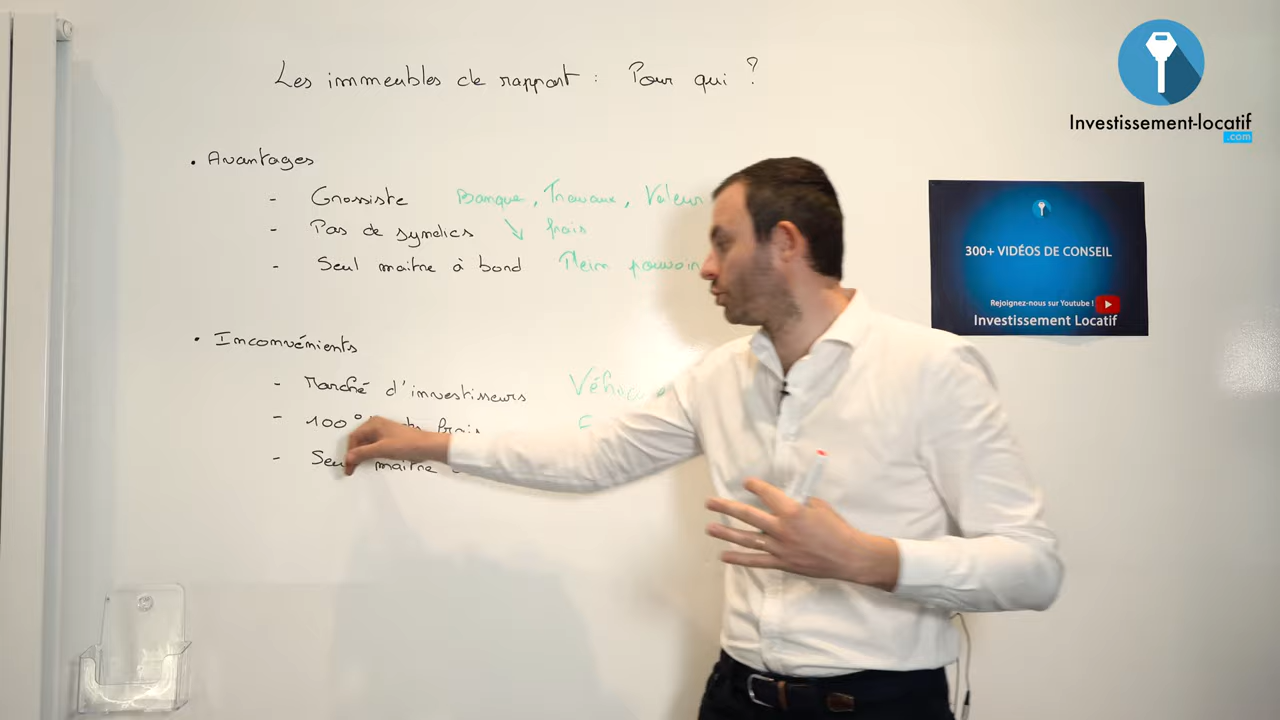 Les immeubles de rapport : Pour qui ?
• Avantages
- Grossiste Banque, Travaux, Valeur
- Pas de syndics ↘ frais
- Seul maitre à bord Plein pouvoir
• Inconvénients
- Marché d'investisseurs
- 100% frais
- Seul maitre
Investissement-locatif
.com
300+ VIDÉOS DE CONSEIL
Rejoignez-nous sur Youtube !
Investissement Locatif